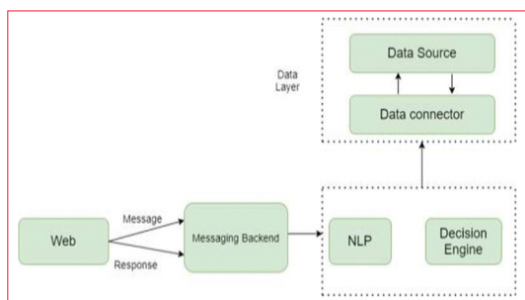 Data Source
Data
Layer
Data connector
Message
Web
Messaging Backend
Response
NLP
Decision
Engine